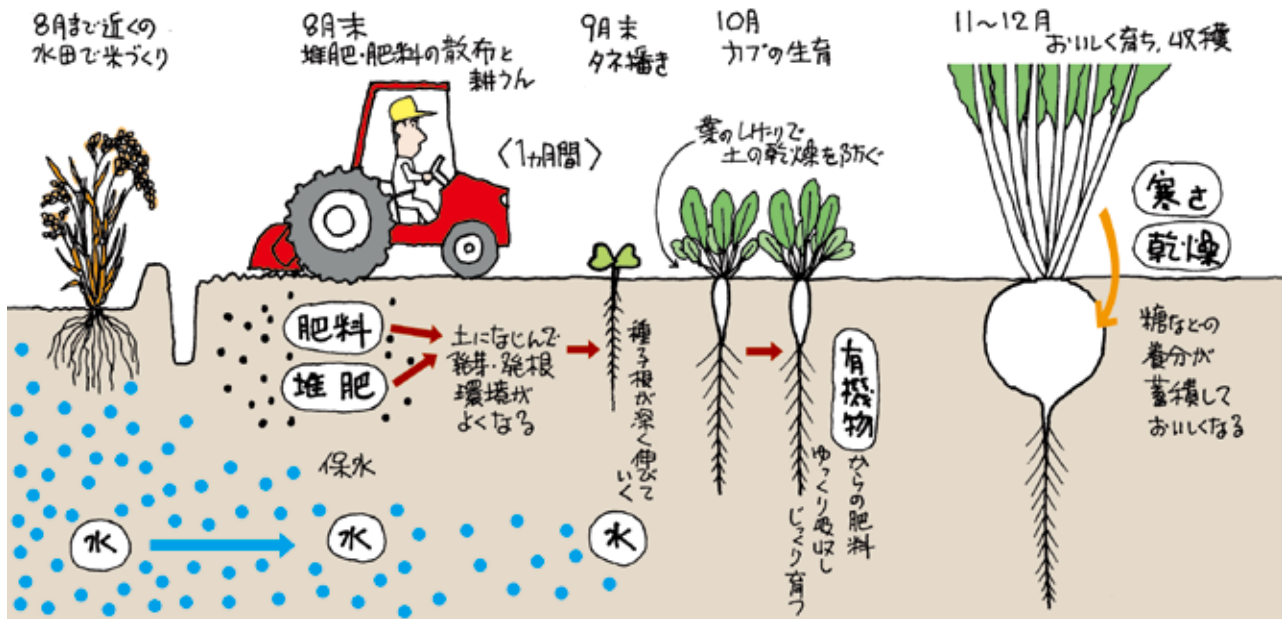 8月まで近くの
水田で米づくり
8月末
堆肥・肥料の散布と
耕うん
〈1ヵ月間〉
9月末
タネ播き
10月
カブの生育
葉のしげりで
土の乾燥を防ぐ
11〜12月
おいしく育ち、収穫
寒さ
乾燥
肥料
堆肥
土になじんで
発芽・発根
環境が
よくなる
種子根が深く伸びて
いく
有機物
からの肥料
ゆっくり吸収し
じっくり育つ
糖などの
養分が
蓄積して
おいしくなる
保水
水
水
水